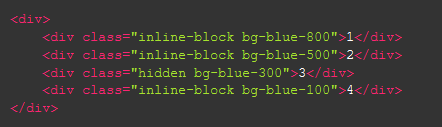 <div>
    <div class="inline-block bg-blue-800">1</div>
    <div class="inline-block bg-blue-500">2</div>
    <div class="hidden bg-blue-300">3</div>
    <div class="inline-block bg-blue-100">4</div>
</div>